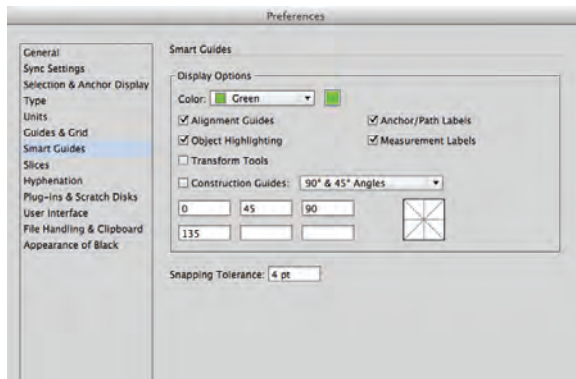 Preferences
General
Sync Settings
Selection & Anchor Display
Type
Units
Guides & Grid
Smart Guides
Slices
Hyphenation
Plug-ins & Scratch Disks
User Interface
File Handling & Clipboard
Appearance of Black
Smart Guides
Display Options
Color: Green
Alignment Guides
Anchor/Path Labels
Object Highlighting
Measurement Labels
Transform Tools
Construction Guides: 90° & 45° Angles
0 45 90
135
Snapping Tolerance: 4 pt